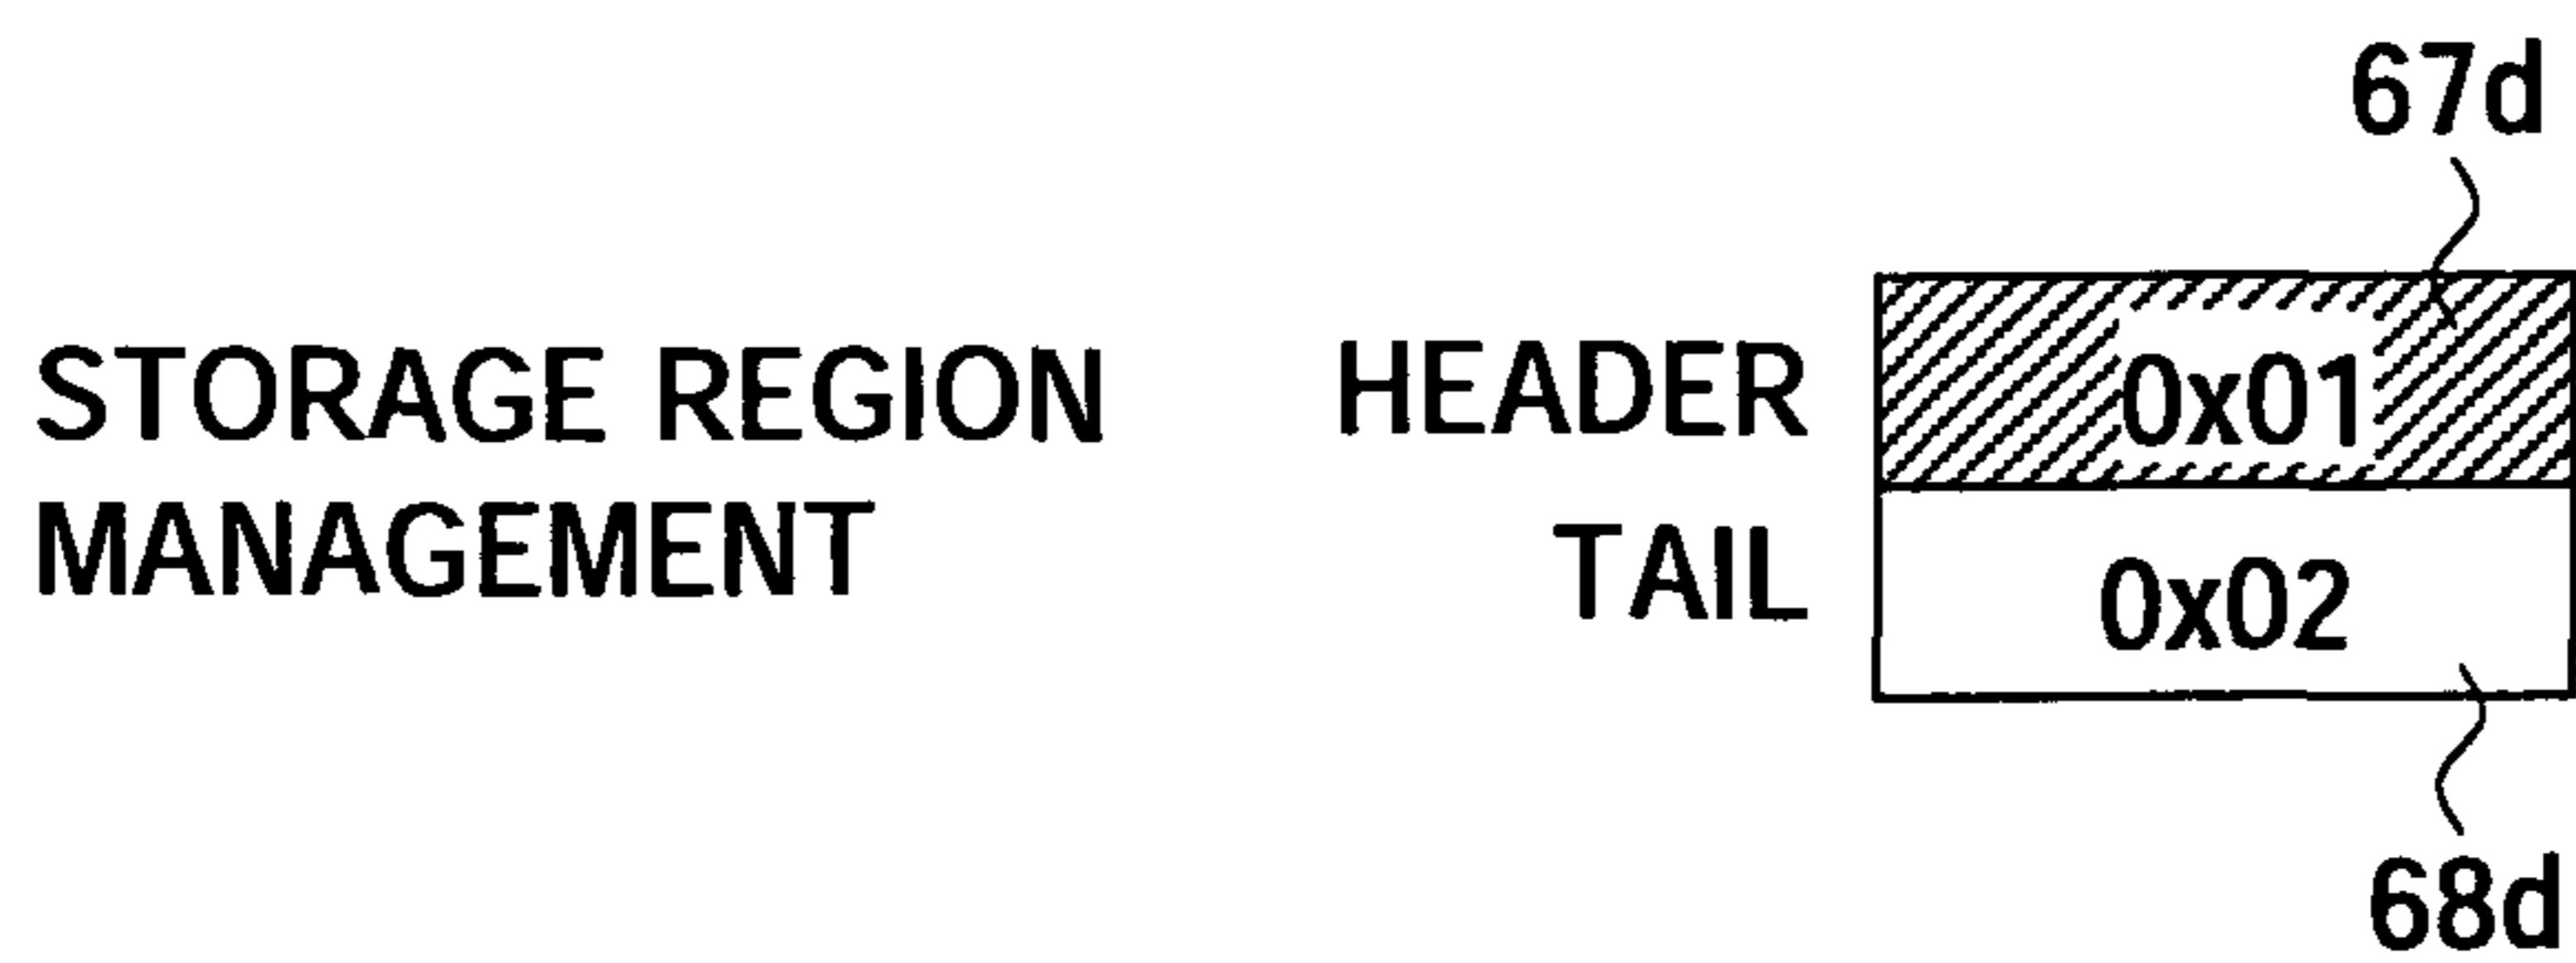 67d
STORAGE REGION
MANAGEMENT
HEADER
0x01
TAIL
0x02
68d